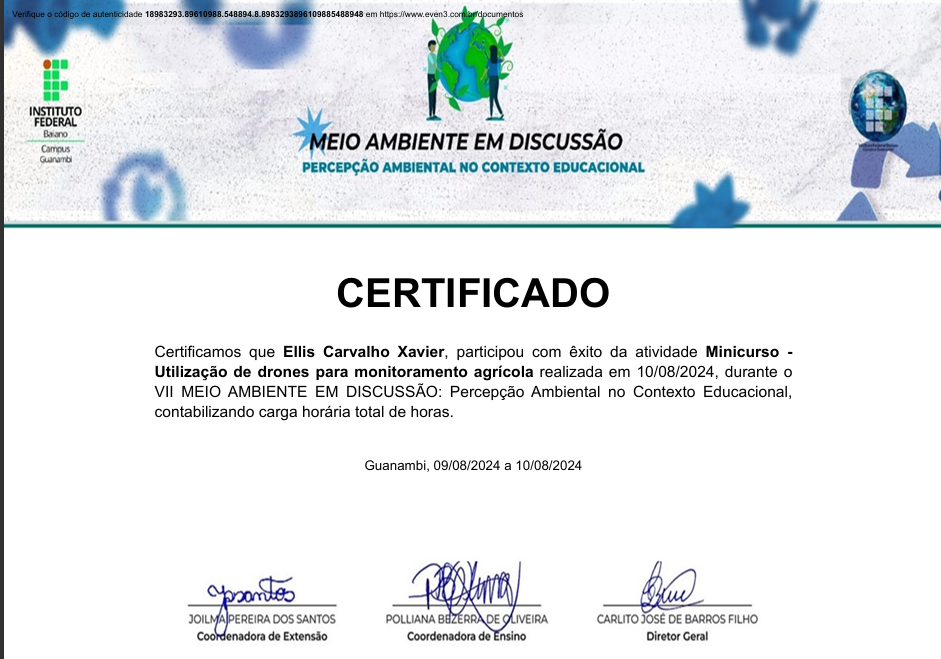 Verifique o código de autenticidade 18983293.89610988.548894.8.8983293896109885488948 em https://www.even3.com.br/documentos
INSTITUTO
FEDERAL
Baiano
Campus
Guanambi
MEIO AMBIENTE EM DISCUSSÃO
PERCEPÇÃO AMBIENTAL NO CONTEXTO EDUCACIONAL
CERTIFICADO
Certificamos que Ellis Carvalho Xavier, participou com êxito da atividade Minicurso -
Utilização de drones para monitoramento agrícola realizada em 10/08/2024, durante o
VII MEIO AMBIENTE EM DISCUSSÃO: Percepção Ambiental no Contexto Educacional,
contabilizando carga horária total de horas.
Guanambi, 09/08/2024 a 10/08/2024
JOILMA PEREIRA DOS SANTOS
Coordenadora de Extensão
POLLIANA BEZERRA DE OLIVEIRA
Coordenadora de Ensino
CARLITO JOSÉ DE BARROS FILHO
Diretor Geral